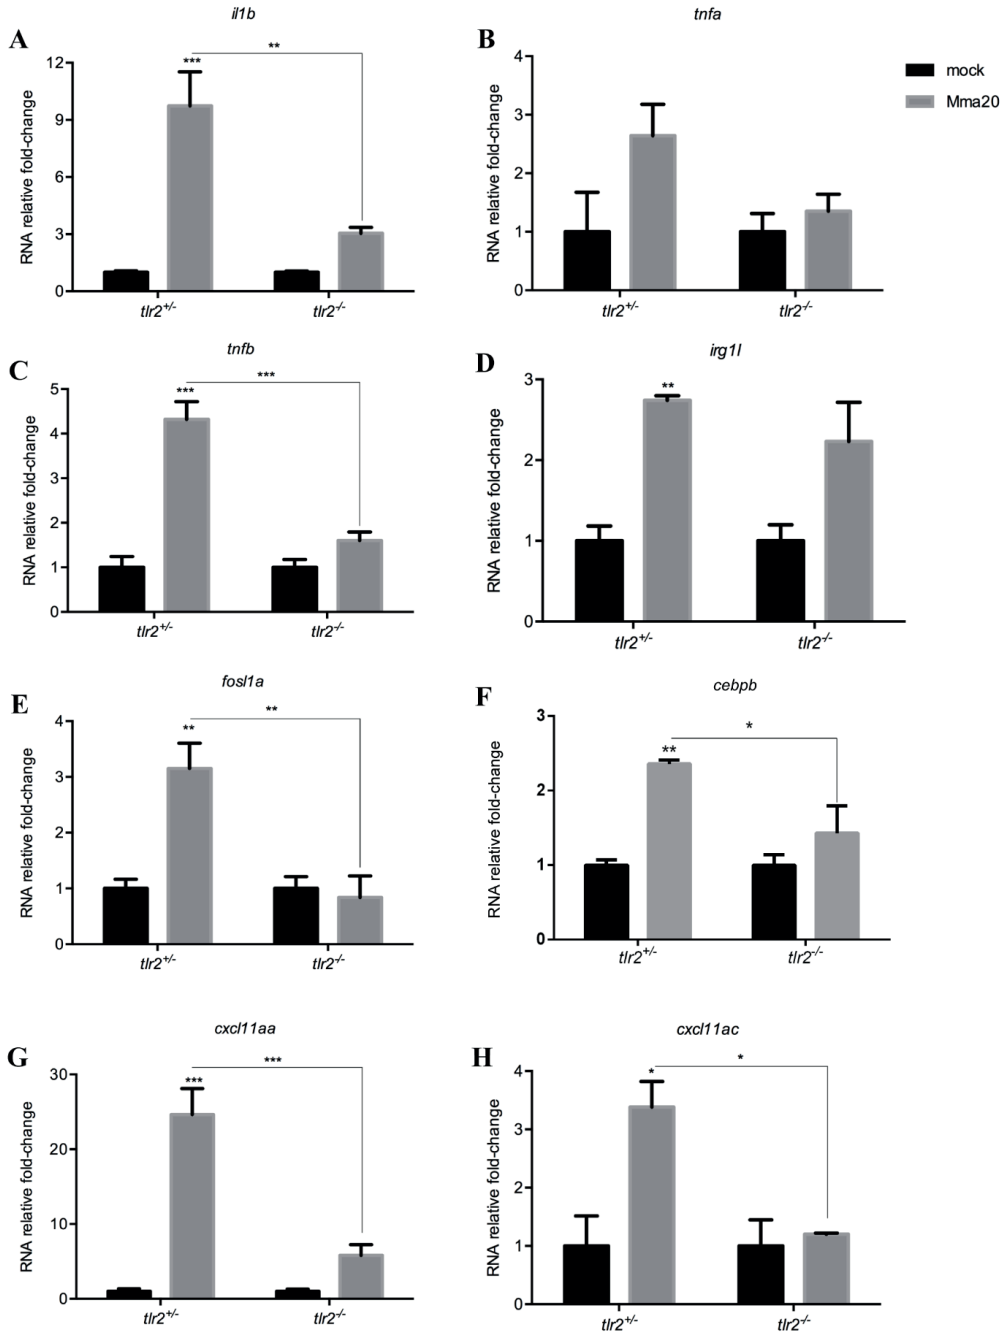 il1b
A
**
***
RNA relative fold-change
12
9
6
3
0
tlr2+/-
tlr2-/-
tnfa
B
RNA relative fold-change
4
3
2
1
0
tlr2+/-
tlr2-/-
mock
Mma20
tnfb
C
***
***
RNA relative fold-change
5
4
3
2
1
0
tlr2+/-
tlr2-/-
irg1l
D
**
RNA relative fold-change
3
2
1
0
tlr2+/-
tlr2-/-
fosl1a
E
**
**
RNA relative fold-change
4
3
2
1
0
tlr2+/-
tlr2-/-
cebpb
F
*
**
RNA relative fold-change
3
2
1
0
tlr2+/-
tlr2-/-
cxcl11aa
G
***
***
RNA relative fold-change
30
20
10
0
tlr2+/-
tlr2-/-
cxcl11ac
H
*
*
RNA relative fold-change
4
3
2
1
0
tlr2+/-
tlr2-/-